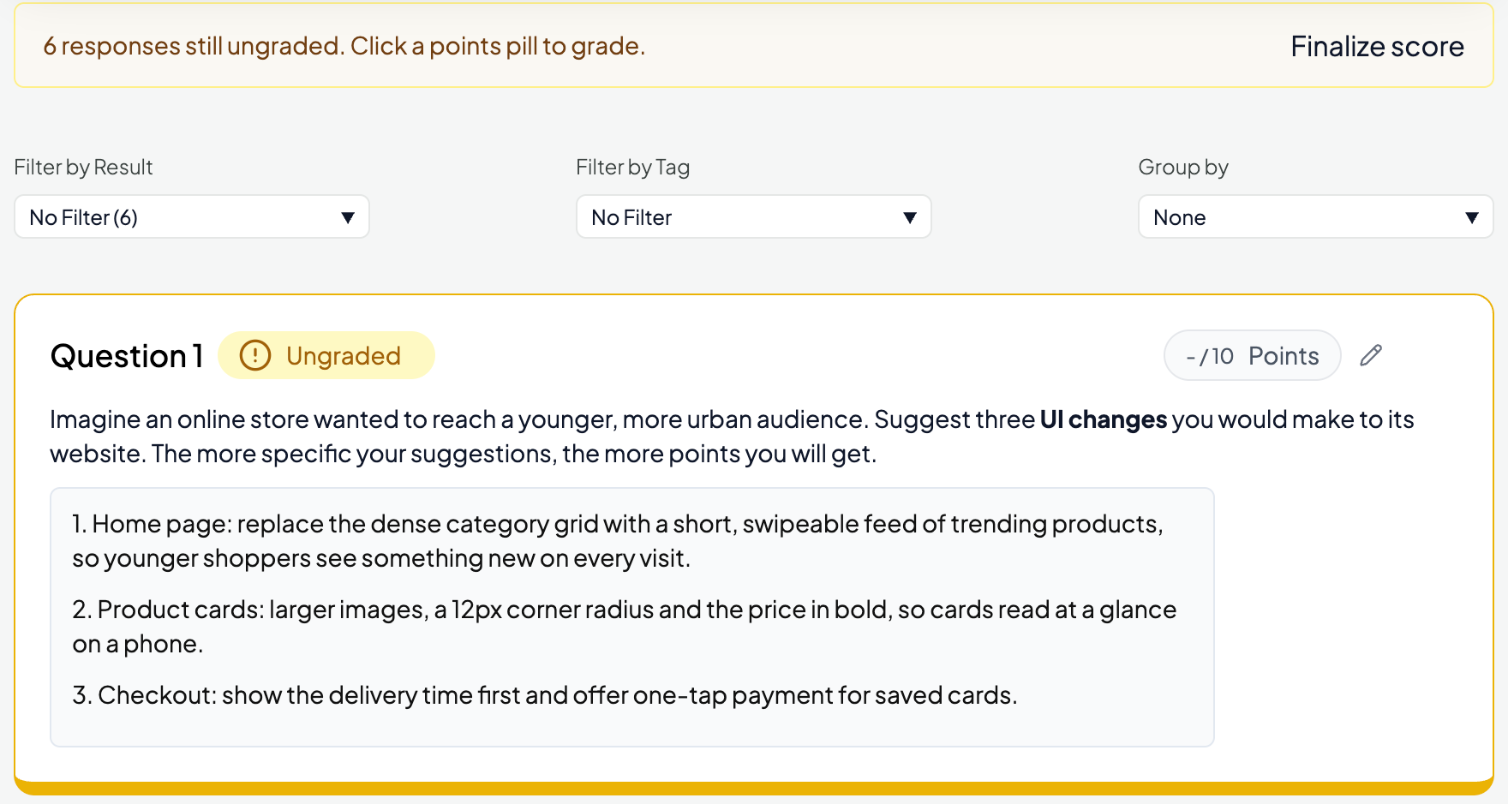 6 responses still ungraded. Click a points pill to grade.
Finalize score
Filter by Result
Filter by Tag
Group by
No Filter (6)
No Filter
None
Question 1
Ungraded
- / 10 Points
Imagine an online store wanted to reach a younger, more urban audience. Suggest three UI changes you would make to its
website. The more specific your suggestions, the more points you will get.
1. Home page: replace the dense category grid with a short, swipeable feed of trending products,
so younger shoppers see something new on every visit.
2. Product cards: larger images, a 12px corner radius and the price in bold, so cards read at a glance
on a phone.
3. Checkout: show the delivery time first and offer one-tap payment for saved cards.